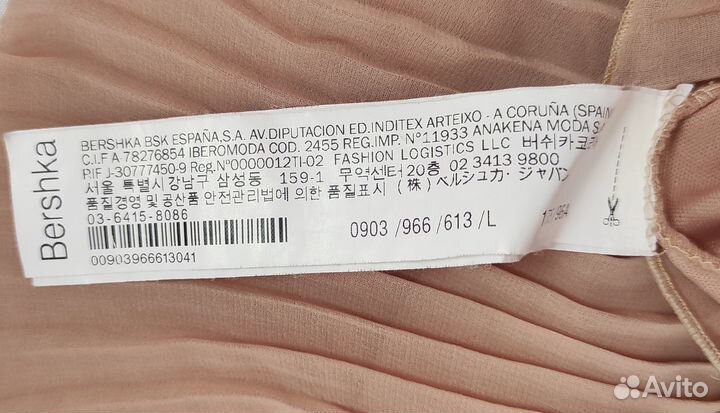 Bershka
BERSHKA BSK ESPAÑA,S.A. AV.DIPUTACION ED.INDITEX ARTEIXO - A CORUÑA (SPAIN)
C.I.F A-78276854 IBEROMODA COD. 2455 REG.IMP. N°11933 ANAKENA MODA S.A
RIF J-30777450-9 Reg.N°0000012TI-02 FASHION LOGISTICS LLC 버쉬카코리
서울 특별시 강남구 삼성동 159-1 무역센터 20층 02 3413 9800
품질경영 및 공산품 안전관리법에 의한 품질표시 (株) ベルシュカ・ジャパン
03-6415-8086
00903966613041
0903 /966 /613 /L
Avito